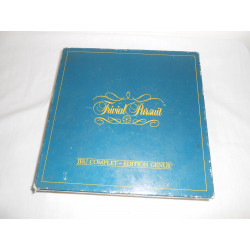 Trivial Pursuit
JEU COMPLET - EDITION GENUS